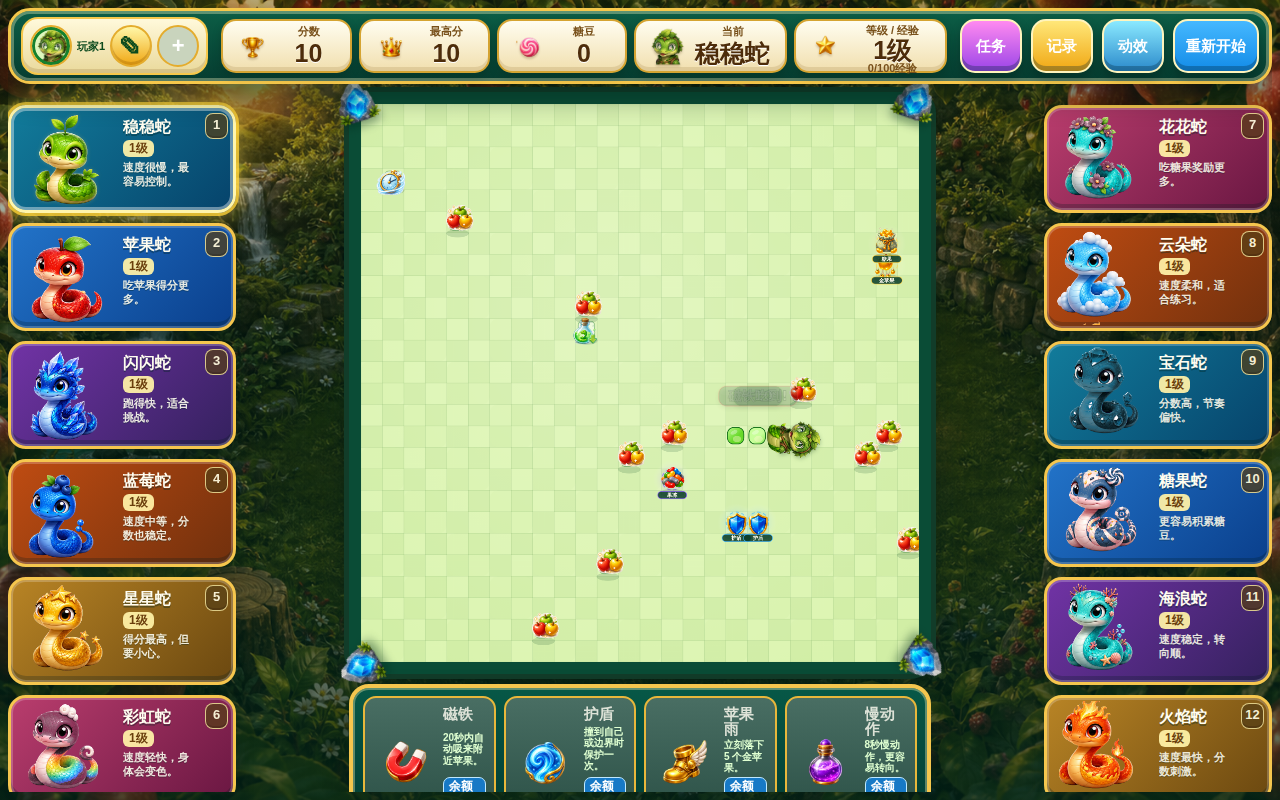 玩家1
+
分数
10
最高分
10
糖豆
0
当前
稳稳蛇
等级 / 经验
1级
0/100经验
任务
记录
动效
重新开始
稳稳蛇
1
1级
速度很慢，最
容易控制。
苹果蛇
2
1级
吃苹果得分更
多。
闪闪蛇
3
1级
跑得快，适合
挑战。
蓝莓蛇
4
1级
速度中等，分
数也稳定。
星星蛇
5
1级
得分最高，但
要小心。
彩虹蛇
6
1级
速度轻快，身
体会变色。
金苹果
果冻
护盾
护盾
花花蛇
7
1级
吃糖果奖励更
多。
云朵蛇
8
1级
速度柔和，适
合练习。
宝石蛇
9
1级
分数高，节奏
偏快。
糖果蛇
10
1级
更容易积累糖
豆。
海浪蛇
11
1级
速度稳定，转
向顺。
火焰蛇
12
1级
速度最快，分
数刺激。
磁铁
20秒内自
动吸来附
近苹果。
余额
护盾
撞到自己
或边界时
保护一
次。
余额
苹果
雨
立刻落下
5 个金苹
果。
余额
慢动
作
8秒慢动
作，更容
易转向。
余额